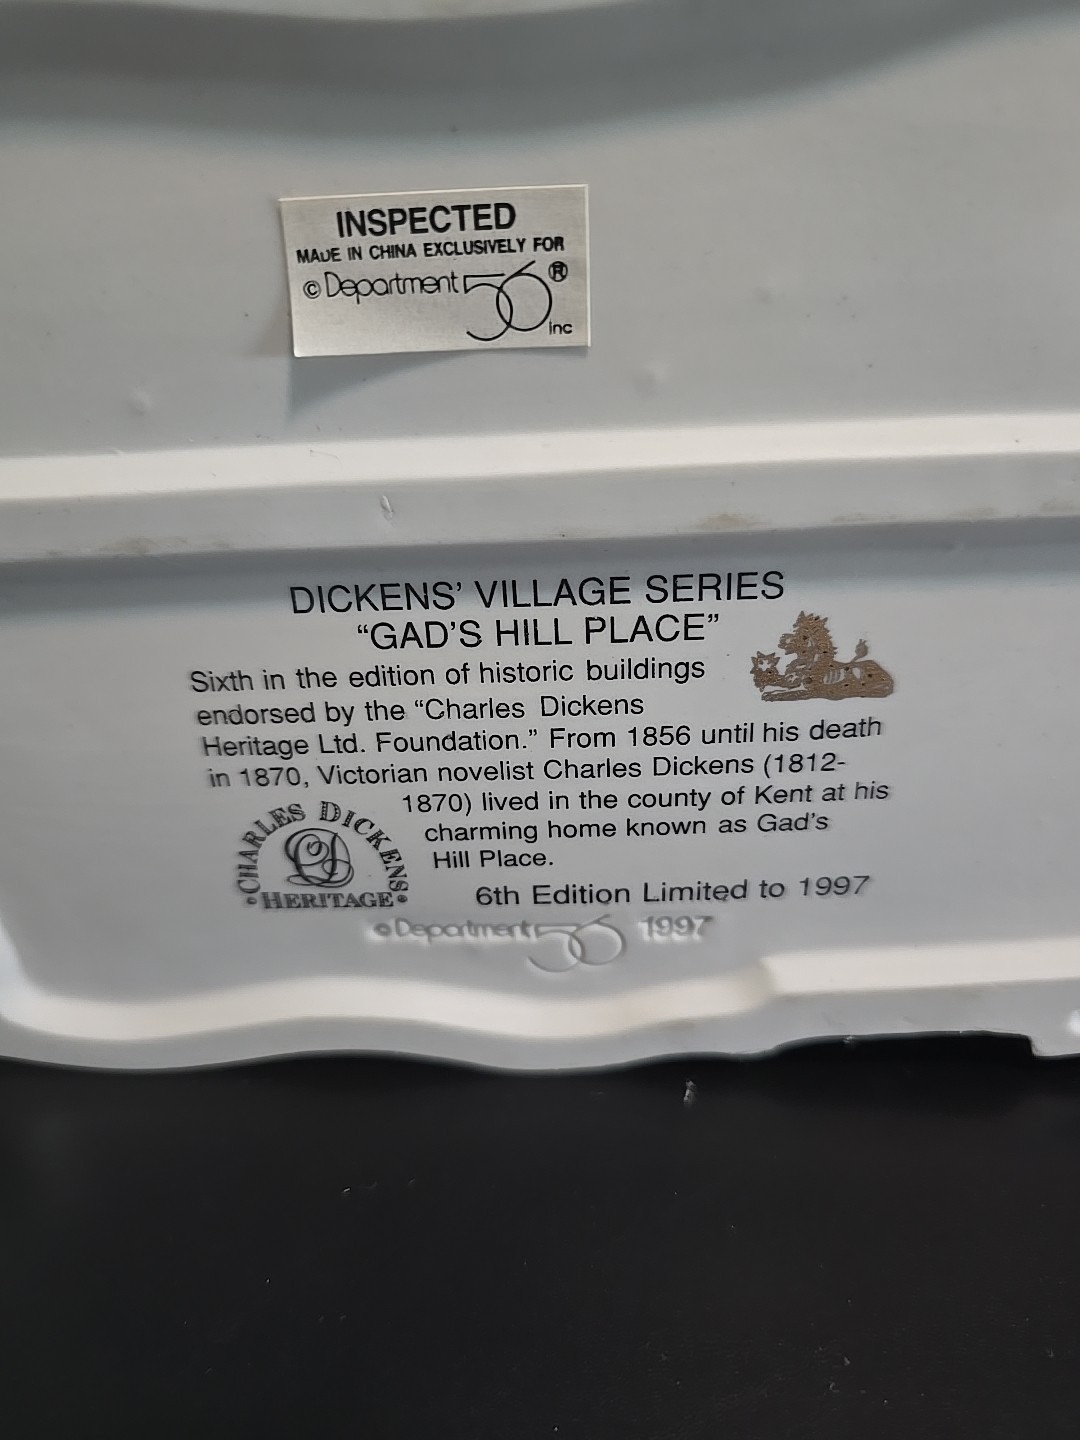 INSPECTED
MADE IN CHINA EXCLUSIVELY FOR
© Department 56 ®
inc
DICKENS' VILLAGE SERIES
“GAD'S HILL PLACE”
Sixth in the edition of historic buildings
endorsed by the “Charles Dickens
Heritage Ltd. Foundation.” From 1856 until his death
in 1870, Victorian novelist Charles Dickens (1812-
1870) lived in the county of Kent at his
charming home known as Gad's
Hill Place.
CHARLES DICKENS
CD
•HERITAGE•
6th Edition Limited to 1997
© Department 56 1997